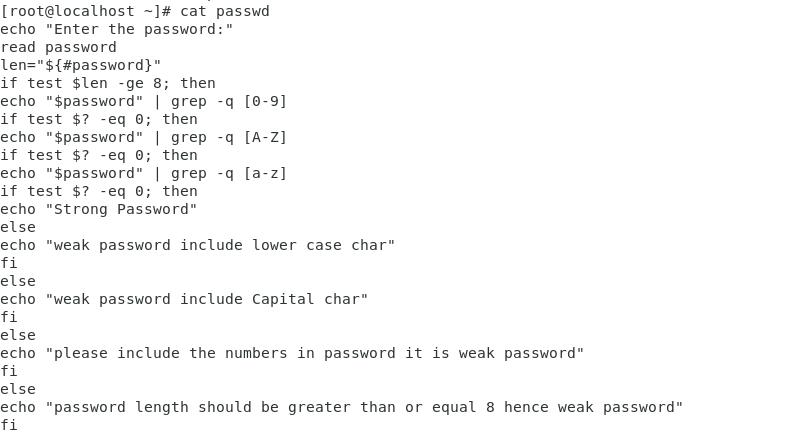 [root@localhost ~]# cat passwd
echo "Enter the password:"
read password
len="${#password}"
if test $len -ge 8; then
echo "$password" | grep -q [0-9]
if test $? -eq 0; then
echo "$password" | grep -q [A-Z]
if test $? -eq 0; then
echo "$password" | grep -q [a-z]
if test $? -eq 0; then
echo "Strong Password"
else
echo "weak password include lower case char"
fi
else
echo "weak password include Capital char"
fi
else
echo "please include the numbers in password it is weak password"
fi
else
echo "password length should be greater than or equal 8 hence weak password"
fi